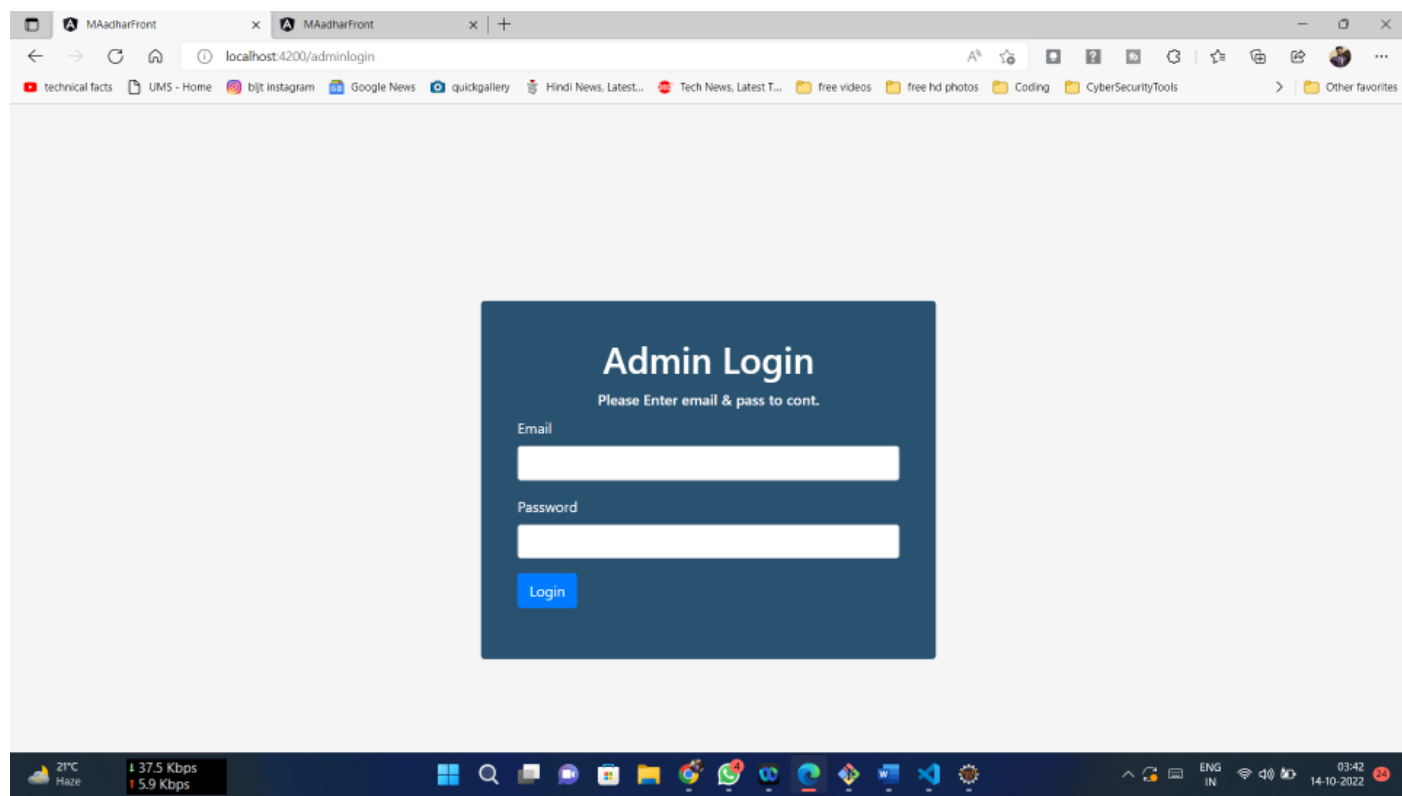 MAadharFront
MAadharFront
localhost:4200/adminlogin
technical facts UMS - Home bijt instagram Google News quickgallery Hindi News, Latest... Tech News, Latest T... free videos free hd photos Coding CyberSecurityTools Other favorites
Admin Login
Please Enter email & pass to cont.
Email
Password
Login
21°C
Haze
37.5 Kbps
5.9 Kbps
4
ENG
IN
03:42
14-10-2022
24